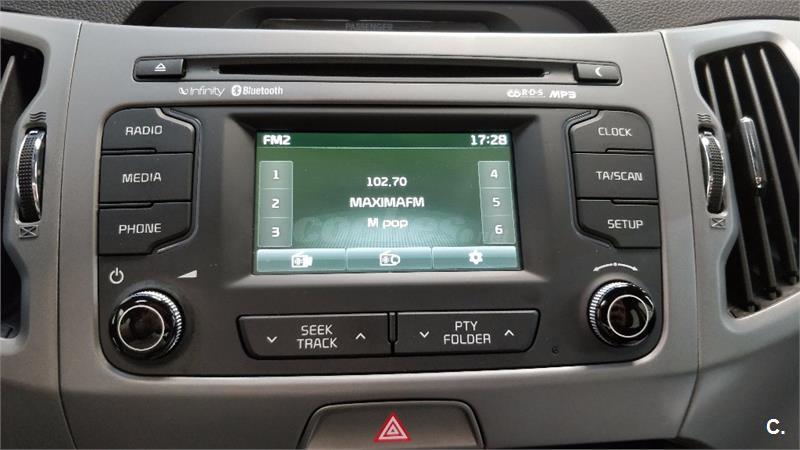 PASSENGER
infinity Bluetooth
R·D·S MP3
RADIO
MEDIA
PHONE
FM2 17:28
1
2
3
102.70
MAXIMAFM
M pop
4
5
6
CLOCK
TA/SCAN
SETUP
SEEK
TRACK
PTY
FOLDER
C.